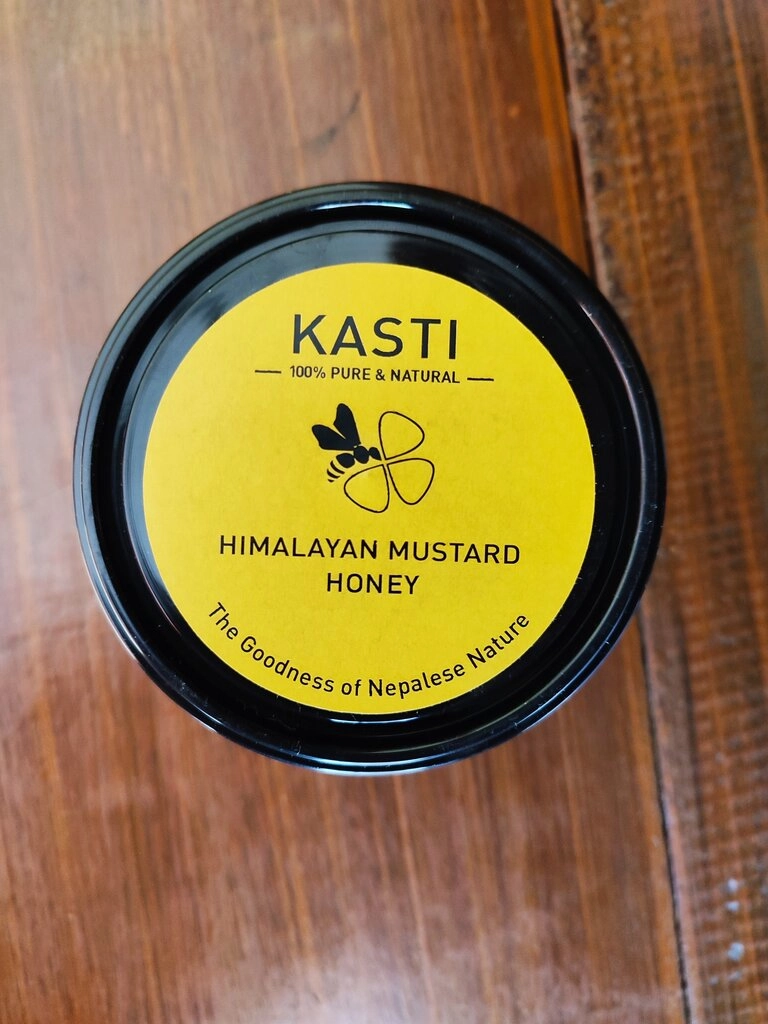 KASTI
100% PURE & NATURAL
HIMALAYAN MUSTARD
HONEY
The Goodness of Nepalese Nature